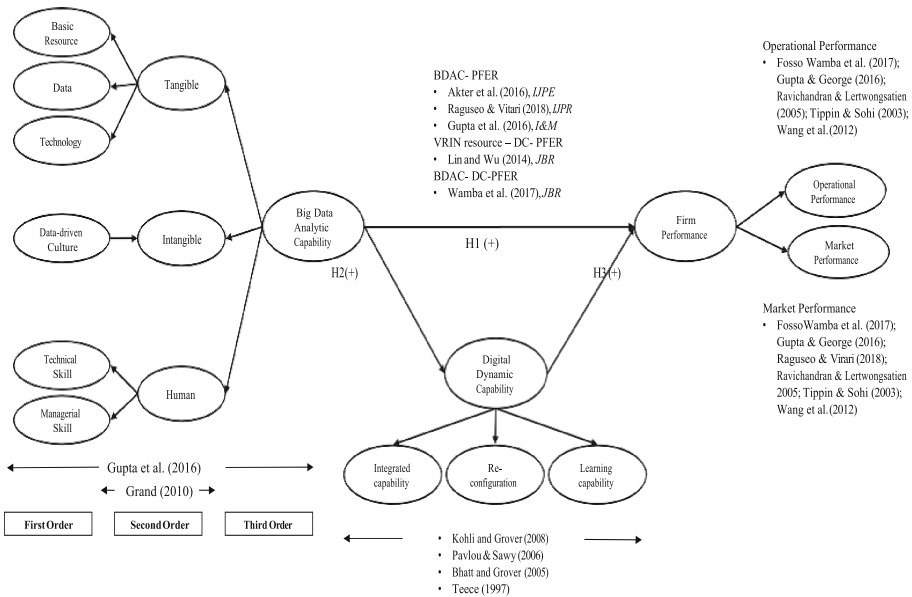 Basic
Resource
Data
Technology
Tangible
Data-driven
Culture
Intangible
Technical
Skill
Managerial
Skill
Human
Big Data
Analytic
Capability
BDAC- PFER
• Akter et al. (2016), IJPE
• Raguseo & Vitari (2018), IJPR
• Gupta et al. (2016), I&M
VRIN resource – DC- PFER
• Lin and Wu (2014), JBR
BDAC- DC-PFER
• Wamba et al. (2017), JBR
H1 (+)
H2(+)
H3(+)
Digital
Dynamic
Capability
Integrated
capability
Re-
configuration
Learning
capability
Firm
Performance
Operational
Performance
Market
Performance
Operational Performance
• Fosso Wamba et al. (2017);
Gupta & George (2016);
Ravichandran & Lertwongsatien
(2005); Tippin & Sohi (2003);
Wang et al. (2012)
Market Performance
• FossoWamba et al. (2017);
Gupta & George (2016);
Raguseo & Virari (2018);
Ravichandran & Lertwongsatien
2005; Tippin & Sohi (2003);
Wang et al. (2012)
Gupta et al. (2016)
Grand (2010)
First Order
Second Order
Third Order
• Kohli and Grover (2008)
• Pavlou & Sawy (2006)
• Bhatt and Grover (2005)
• Teece (1997)